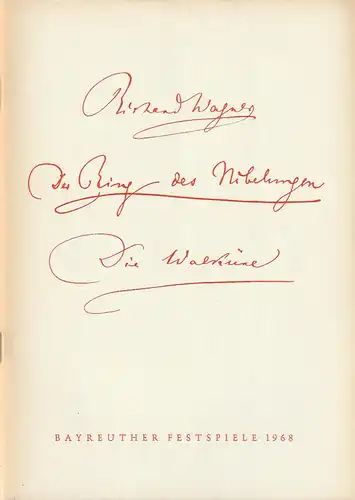 Richard Wagner
Der Ring des Nibelungen
Die Walküre
BAYREUTHER FESTSPIELE 1968